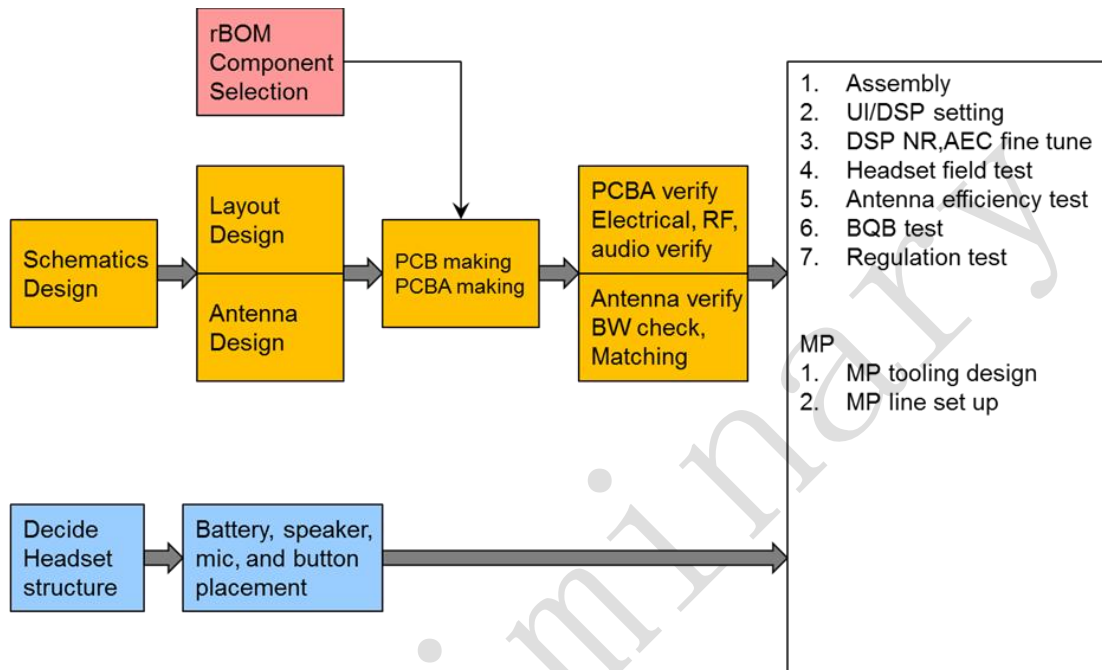 rBOM
Component
Selection
Schematics
Design
Layout
Design
Antenna
Design
PCB making
PCBA making
PCBA verify
Electrical, RF,
audio verify
Antenna verify
BW check,
Matching
1. Assembly
2. UI/DSP setting
3. DSP NR,AEC fine tune
4. Headset field test
5. Antenna efficiency test
6. BQB test
7. Regulation test
MP
1. MP tooling design
2. MP line set up
Decide
Headset
structure
Battery, speaker,
mic, and button
placement
iminary